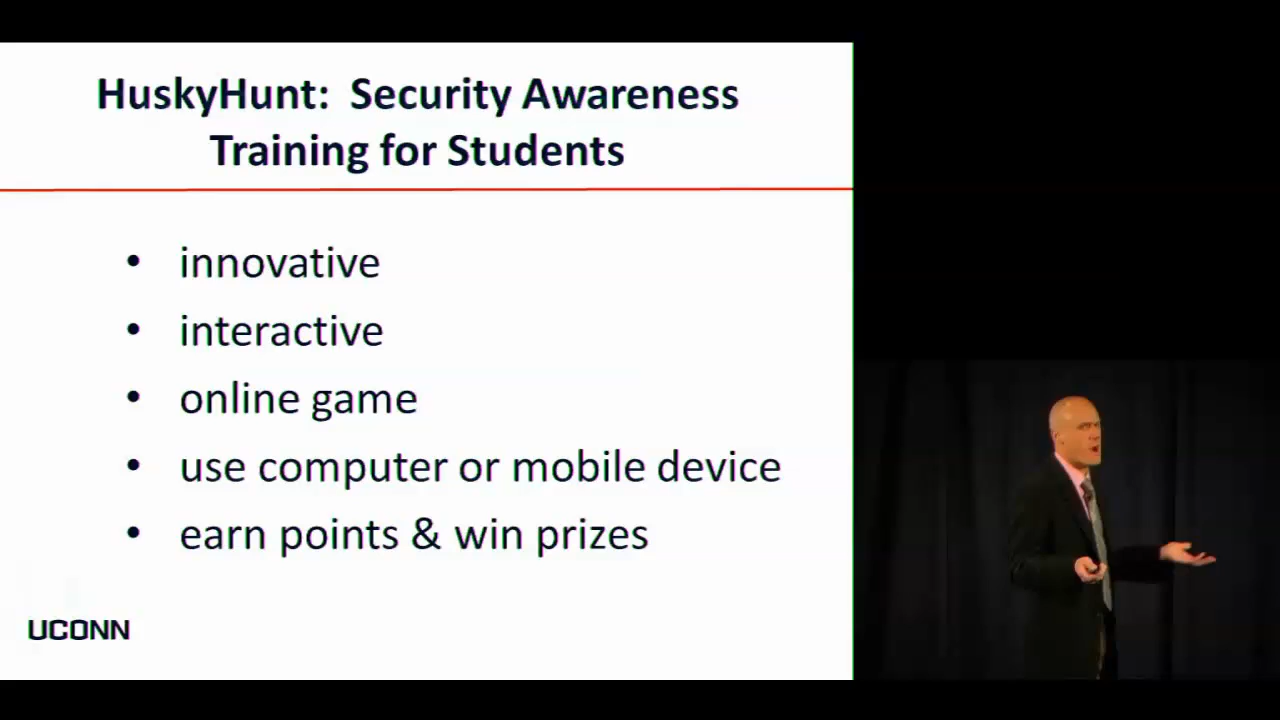 HuskyHunt: Security Awareness
Training for Students
• innovative
• interactive
• online game
• use computer or mobile device
• earn points & win prizes
UCONN